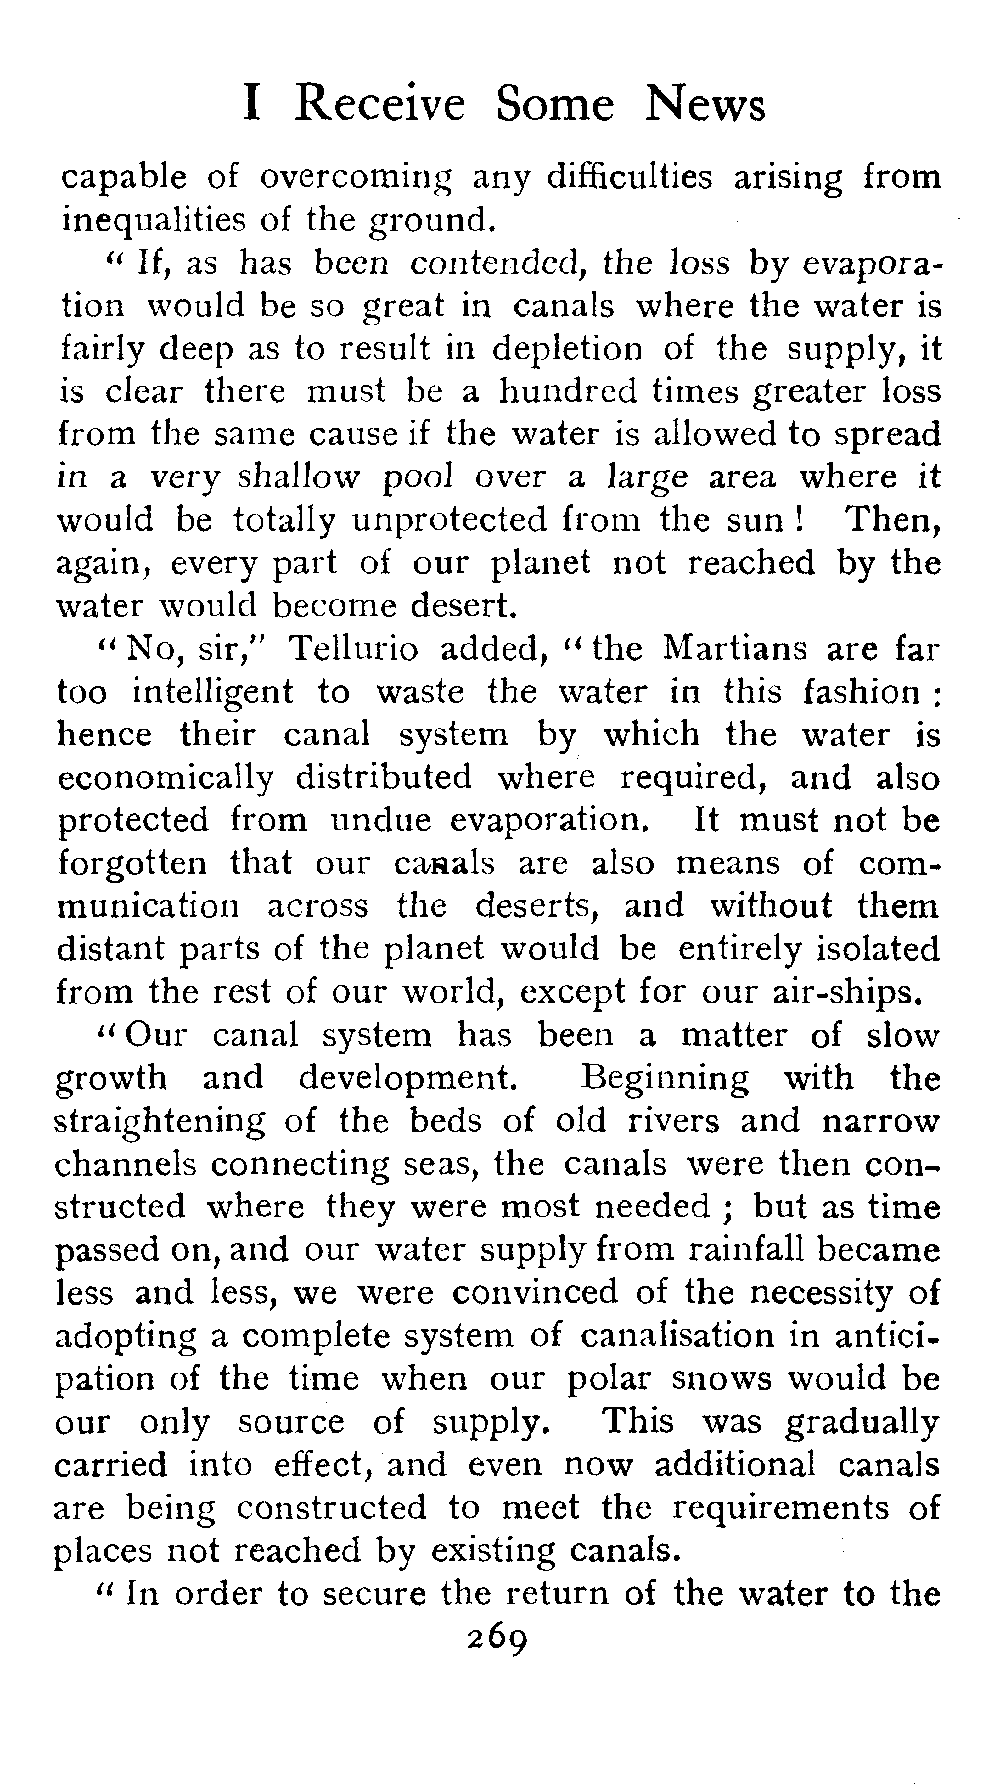 I Receive Some News
capable of overcoming any difficulties arising from
inequalities of the ground.
“ If, as has been contended, the loss by evapora-
tion would be so great in canals where the water is
fairly deep as to result in depletion of the supply, it
is clear there must be a hundred times greater loss
from the same cause if the water is allowed to spread
in a very shallow pool over a large area where it
would be totally unprotected from the sun ! Then,
again, every part of our planet not reached by the
water would become desert.
“ No, sir,” Tellurio added, “ the Martians are far
too intelligent to waste the water in this fashion :
hence their canal system by which the water is
economically distributed where required, and also
protected from undue evaporation. It must not be
forgotten that our canals are also means of com-
munication across the deserts, and without them
distant parts of the planet would be entirely isolated
from the rest of our world, except for our air-ships.
“ Our canal system has been a matter of slow
growth and development. Beginning with the
straightening of the beds of old rivers and narrow
channels connecting seas, the canals were then con-
structed where they were most needed ; but as time
passed on, and our water supply from rainfall became
less and less, we were convinced of the necessity of
adopting a complete system of canalisation in antici-
pation of the time when our polar snows would be
our only source of supply. This was gradually
carried into effect, and even now additional canals
are being constructed to meet the requirements of
places not reached by existing canals.
“ In order to secure the return of the water to the
269